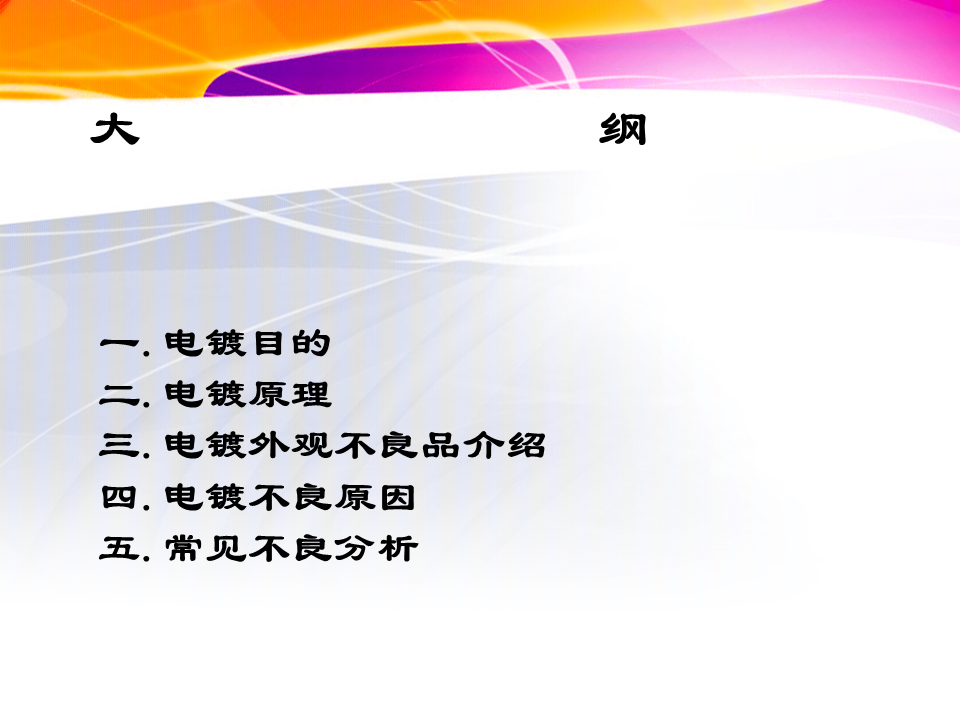 大 纲
一. 电镀目的
二. 电镀原理
三. 电镀外观不良品介绍
四. 电镀不良原因
五. 常见不良分析